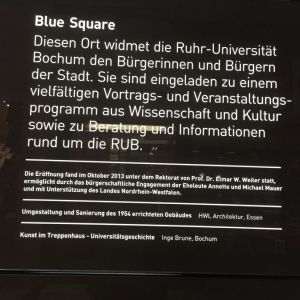 Blue Square
Diesen Ort widmet die Ruhr-Universität
Bochum den Bürgerinnen und Bürgern
der Stadt. Sie sind eingeladen zu einem
vielfältigen Vortrags- und Veranstaltungs-
programm aus Wissenschaft und Kultur
sowie zu Beratung und Informationen
rund um die RUB.
Die Eröffnung fand im Oktober 2013 unter dem Rektorat von Prof. Dr. Elmar W. Weiler statt,
ermöglicht durch das bürgerschaftliche Engagement der Eheleute Annette und Michael Mauer
und mit Unterstützung des Landes Nordrhein-Westfalen.
Umgestaltung und Sanierung des 1954 errichteten Gebäudes HWL Architektur, Essen
Kunst im Treppenhaus - Universitätsgeschichte Inge Brune, Bochum